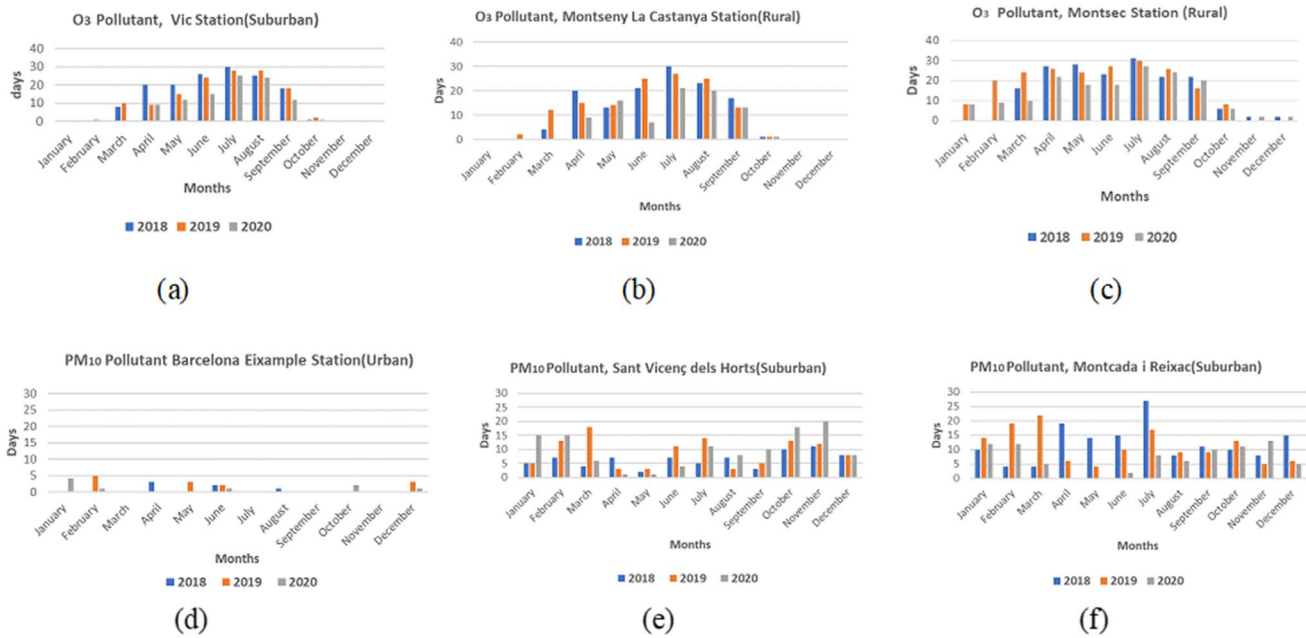 O3 Pollutant, Vic Station(Suburban)
days
40
30
20
10
0
January
February
March
April
May
June
July
August
September
October
November
December
Months
2018 2019 2020
(a)
O3 Pollutant, Montseny La Castanya Station(Rural)
Days
40
30
20
10
0
January
February
March
April
May
June
July
August
September
October
November
December
Months
2018 2019 2020
(b)
O3 Pollutant, Montsec Station (Rural)
Days
40
30
20
10
0
January
February
March
April
May
June
July
August
September
October
November
December
Months
2018 2019 2020
(c)
PM10 Pollutant Barcelona Eixample Station(Urban)
Days
30
25
20
15
10
5
0
January
February
March
April
May
June
July
August
September
October
November
December
Months
2018 2019 2020
(d)
PM10 Pollutant, Sant Vicenç dels Horts(Suburban)
Days
30
25
20
15
10
5
0
January
February
March
April
May
June
July
August
September
October
November
December
Months
2018 2019 2020
(e)
PM10 Pollutant, Montcada i Reixac(Suburban)
Days
30
25
20
15
10
5
0
January
February
March
April
May
June
July
August
September
October
November
December
Months
2018 2019 2020
(f)